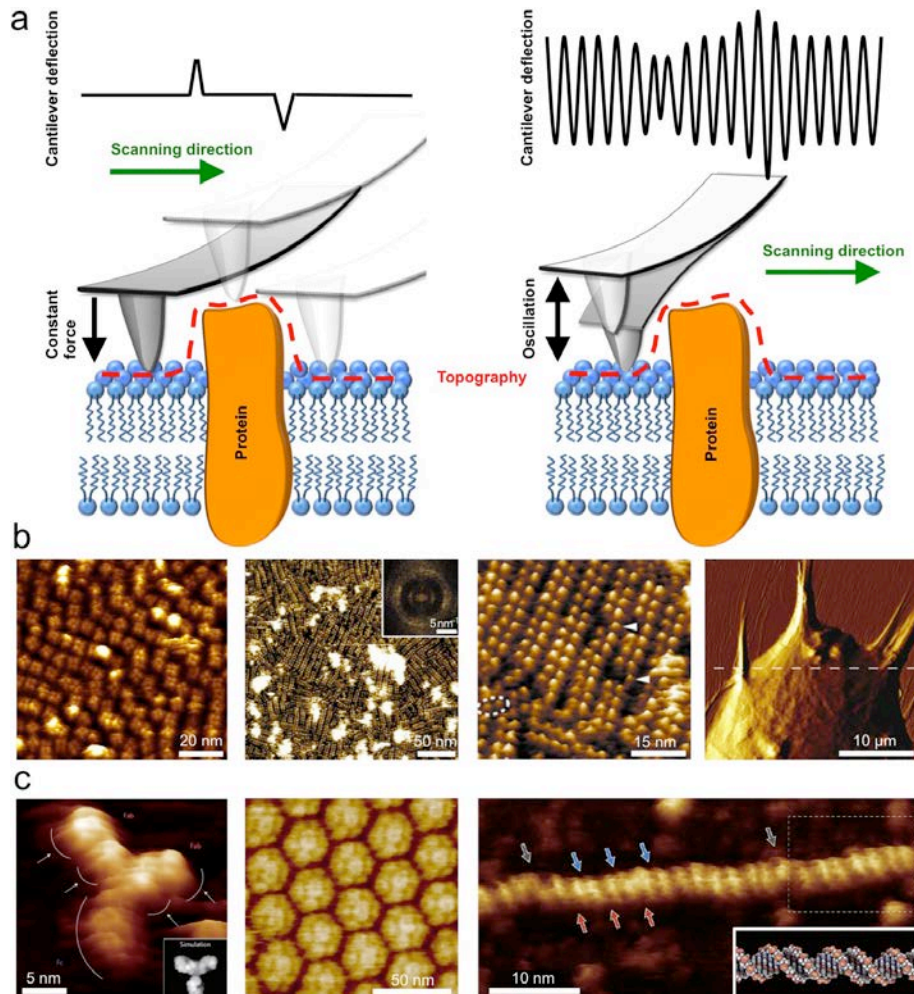 a
Cantilever deflection
Scanning direction
Constant
force
Protein
Topography
Cantilever deflection
Scanning direction
Oscillation
Protein
b
20 nm
5nm⁻¹
50 nm
15 nm
10 µm
c
Fab
Fab
Fc
Simulation
5 nm
50 nm
10 nm